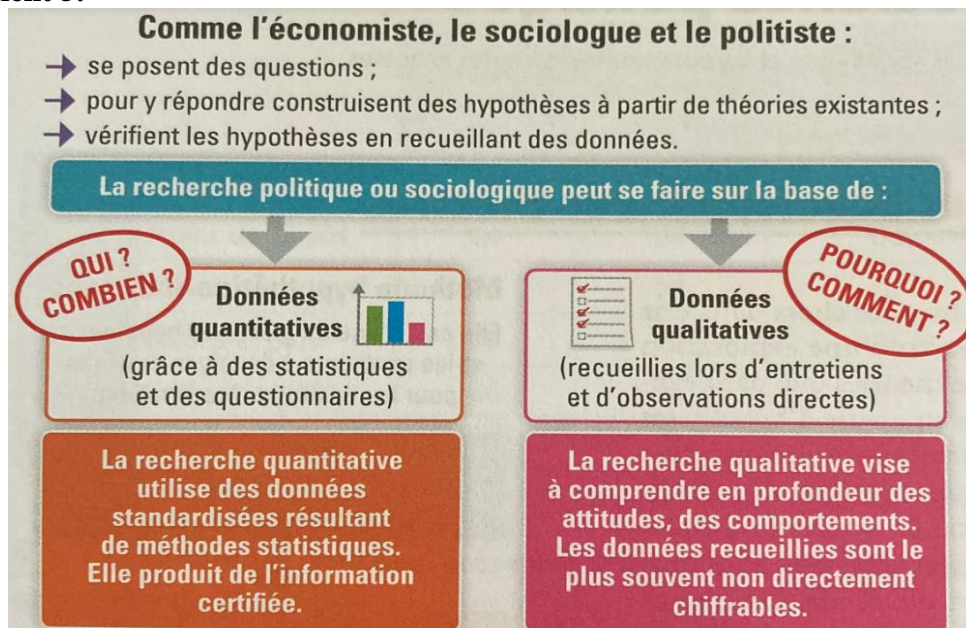 Comme l'économiste, le sociologue et le politiste :
→ se posent des questions ;
→ pour y répondre construisent des hypothèses à partir de théories existantes ;
→ vérifient les hypothèses en recueillant des données.
La recherche politique ou sociologique peut se faire sur la base de :
QUI ?
COMBIEN ?
Données
quantitatives
(grâce à des statistiques
et des questionnaires)
La recherche quantitative
utilise des données
standardisées résultant
de méthodes statistiques.
Elle produit de l'information
certifiée.
POURQUOI ?
COMMENT ?
Données
qualitatives
(recueillies lors d'entretiens
et d'observations directes)
La recherche qualitative vise
à comprendre en profondeur des
attitudes, des comportements.
Les données recueillies sont le
plus souvent non directement
chiffrables.